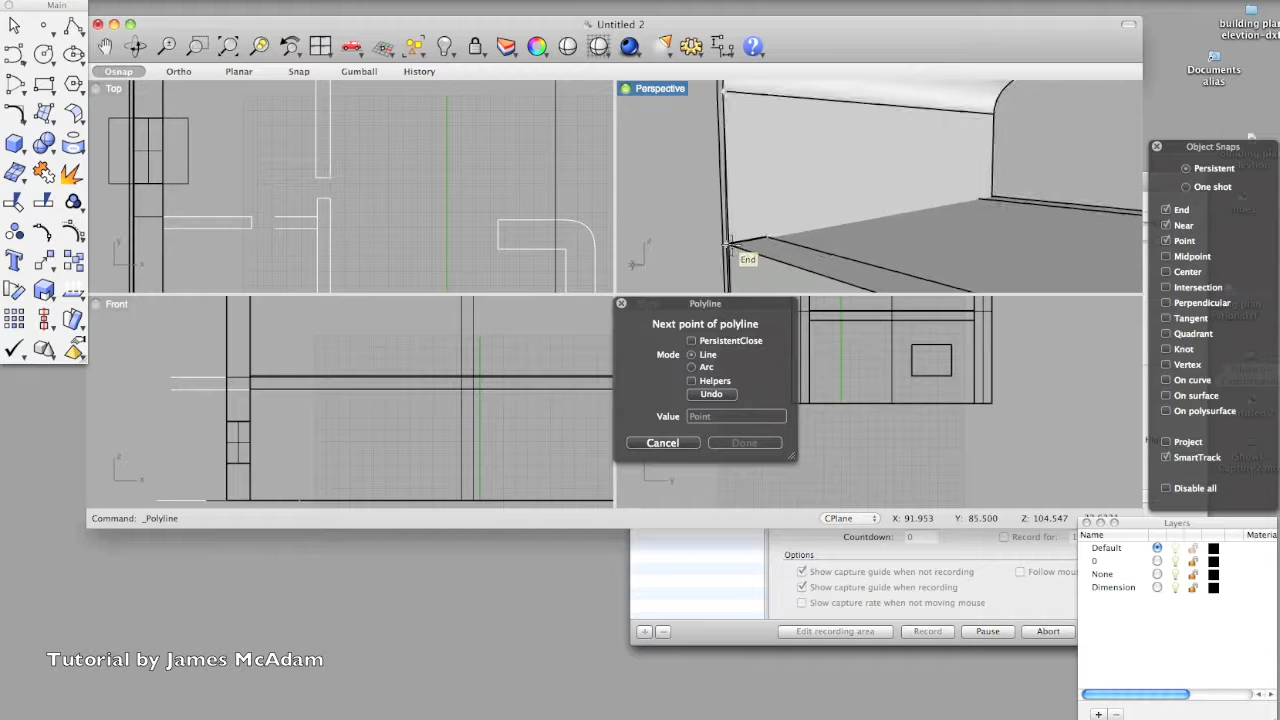 Main
Untitled 2
building plan
Documents
alias
Osnap Ortho Planar Snap Gumball History
Top
Perspective
y
x
z
End
Front
z
x
y
Polyline
Next point of polyline
PersistentClose
Mode Line
Arc
Helpers
Undo
Value Point
Cancel Done
Object Snaps
Persistent
One shot
End
Near
Point
Midpoint
Center
Intersection
Perpendicular
Tangent
Quadrant
Knot
Vertex
On curve
On surface
On polysurface
Project
SmartTrack
Disable all
Command: _Polyline
CPlane X: 91.953 Y: 85.500 Z: 104.547
Countdown: 0 Record for:
Options
Show capture guide when not recording
Show capture guide when recording
Slow capture rate when not moving mouse
Edit recording area Record Pause Abort
Layers
Name
Default
0
None
Dimension
Tutorial by James McAdam